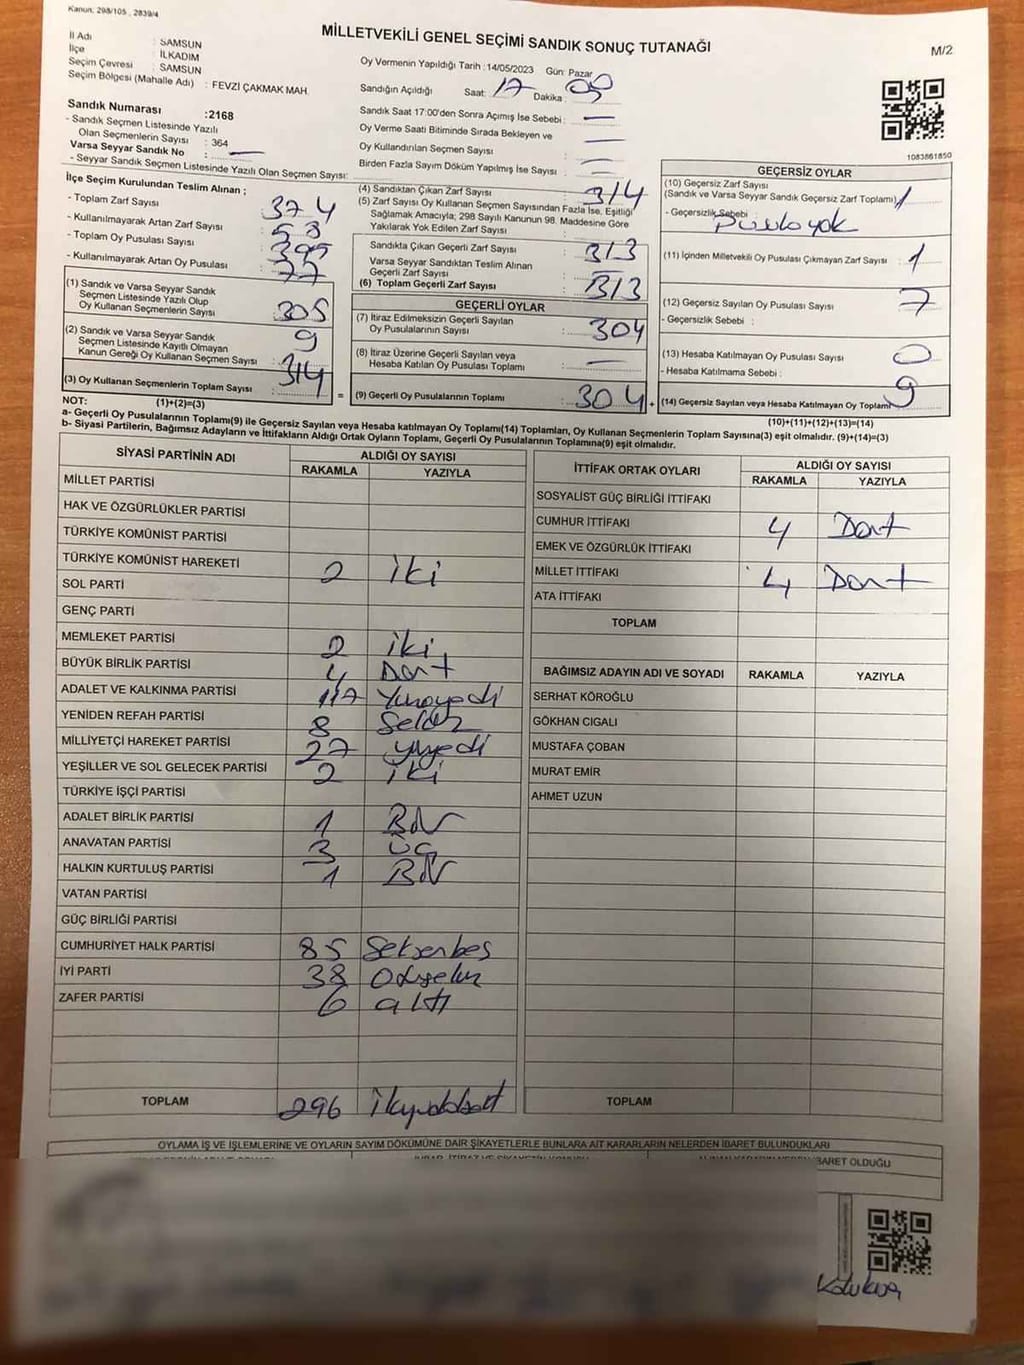 Kanun. 298/105 , 2839/4
MİLLETVEKİLİ GENEL SEÇİMİ SANDIK SONUÇ TUTANAĞI
M/2
İl Adı : SAMSUN
İlçe : İLKADIM
Seçim Çevresi : SAMSUN
Seçim Bölgesi (Mahalle Adı) : FEVZİ ÇAKMAK MAH.
Oy Vermenin Yapıldığı Tarih : 14/05/2023 Gün: Pazar
Sandığın Açıldığı Saat: 17 Dakika :
Sandık Saat 17:00'den Sonra Açımış İse Sebebi : —
Oy Verme Saati Bitiminde Sırada Bekleyen ve
Oy Kullandırılan Seçmen Sayısı : —
Birden Fazla Sayım Döküm Yapılmış İse Sayısı : —
Sandık Numarası :2168
- Sandık Seçmen Listesinde Yazılı
Olan Seçmenlerin Sayısı : 364
Varsa Seyyar Sandık No : —
- Seyyar Sandık Seçmen Listesinde Yazılı Olan Seçmen Sayısı:
1083861850
İlçe Seçim Kurulundan Teslim Alınan ;
- Toplam Zarf Sayısı : 374
- Kullanılmayarak Artan Zarf Sayısı :
- Toplam Oy Pusulası Sayısı :
- Kullanılmayarak Artan Oy Pusulası : 77
(1) Sandık ve Varsa Seyyar Sandık
Seçmen Listesinde Yazılı Olup
Oy Kullanan Seçmenlerin Sayısı : 305
(2) Sandık ve Varsa Seyyar Sandık
Seçmen Listesinde Kayıtlı Olmayan
Kanun Gereği Oy Kullanan Seçmen Sayısı : 9
(3) Oy Kullanan Seçmenlerin Toplam Sayısı : 314
(4) Sandıktan Çıkan Zarf Sayısı : 314
(5) Zarf Sayısı Oy Kullanan Seçmen Sayısından Fazla İse, Eşitliği
Sağlamak Amacıyla; 298 Sayılı Kanunun 98. Maddesine Göre
Yakılarak Yok Edilen Zarf Sayısı :
Sandıkta Çıkan Geçerli Zarf Sayısı : 313
Varsa Seyyar Sandıktan Teslim Alınan
Geçerli Zarf Sayısı : —
(6) Toplam Geçerli Zarf Sayısı : 313
GEÇERLİ OYLAR
(7) İtiraz Edilmeksizin Geçerli Sayılan
Oy Pusulalarının Sayısı : 304
(8) İtiraz Üzerine Geçerli Sayılan veya
Hesaba Katılan Oy Pusulası Toplamı : —
= (9) Geçerli Oy Pusulalarının Toplamı : 304
GEÇERSİZ OYLAR
(10) Geçersiz Zarf Sayısı
(Sandık ve Varsa Seyyar Sandık Geçersiz Zarf Toplamı) 1
- Geçersizlik Sebebi : Pusula yok
(11) İçinden Milletvekili Oy Pusulası Çıkmayan Zarf Sayısı : 1
(12) Geçersiz Sayılan Oy Pusulası Sayısı : 7
- Geçersizlik Sebebi :
(13) Hesaba Katılmayan Oy Pusulası Sayısı : 0
- Hesaba Katılmama Sebebi :
+ (14) Geçersiz Sayılan veya Hesaba Katılmayan Oy Toplamı 9
NOT: (1)+(2)=(3)
(10)+(11)+(12)+(13)=(14)
a- Geçerli Oy Pusulalarının Toplamı(9) ile Geçersiz Sayılan veya Hesaba katılmayan Oy Toplamı(14) Toplamları, Oy Kullanan Seçmenlerin Toplam Sayısına(3) eşit olmalıdır. (9)+(14)=(3)
b- Siyasi Partilerin, Bağımsız Adayların ve İttifakların Aldığı Ortak Oyların Toplamı, Geçerli Oy Pusulalarının Toplamına(9) eşit olmalıdır.
SİYASİ PARTİNİN ADI ALDIĞI OY SAYISI
RAKAMLA YAZIYLA
MİLLET PARTİSİ
HAK VE ÖZGÜRLÜKLER PARTİSİ
TÜRKİYE KOMÜNİST PARTİSİ
TÜRKİYE KOMÜNİST HAREKETİ 2 iki
SOL PARTİ
GENÇ PARTİ
MEMLEKET PARTİSİ 2 iki
BÜYÜK BİRLİK PARTİSİ 4 Dört
ADALET VE KALKINMA PARTİSİ 117
YENİDEN REFAH PARTİSİ 8 Sekiz
MİLLİYETÇİ HAREKET PARTİSİ 27
YEŞİLLER VE SOL GELECEK PARTİSİ 2 iki
TÜRKİYE İŞÇİ PARTİSİ
ADALET BİRLİK PARTİSİ 1 Bir
ANAVATAN PARTİSİ 3 üç
HALKIN KURTULUŞ PARTİSİ 1 Bir
VATAN PARTİSİ
GÜÇ BİRLİĞİ PARTİSİ
CUMHURİYET HALK PARTİSİ 85 Seksenbeş
İYİ PARTİ 38
ZAFER PARTİSİ 6 altı
TOPLAM 296
İTTİFAK ORTAK OYLARI ALDIĞI OY SAYISI
RAKAMLA YAZIYLA
SOSYALİST GÜÇ BİRLİĞİ İTTİFAKI
CUMHUR İTTİFAKI 4 Dört
EMEK VE ÖZGÜRLÜK İTTİFAKI
MİLLET İTTİFAKI 4 Dört
ATA İTTİFAKI
TOPLAM
BAĞIMSIZ ADAYIN ADI VE SOYADI RAKAMLA YAZIYLA
SERHAT KÖROĞLU
GÖKHAN CIGALI
MUSTAFA ÇOBAN
MURAT EMİR
AHMET UZUN
TOPLAM
OYLAMA İŞ VE İŞLEMLERİNE VE OYLARIN SAYIM DÖKÜMÜNE DAİR ŞİKAYETLERLE BUNLARA AİT KARARLARIN NELERDEN İBARET BULUNDUKLARI
OLDUĞU